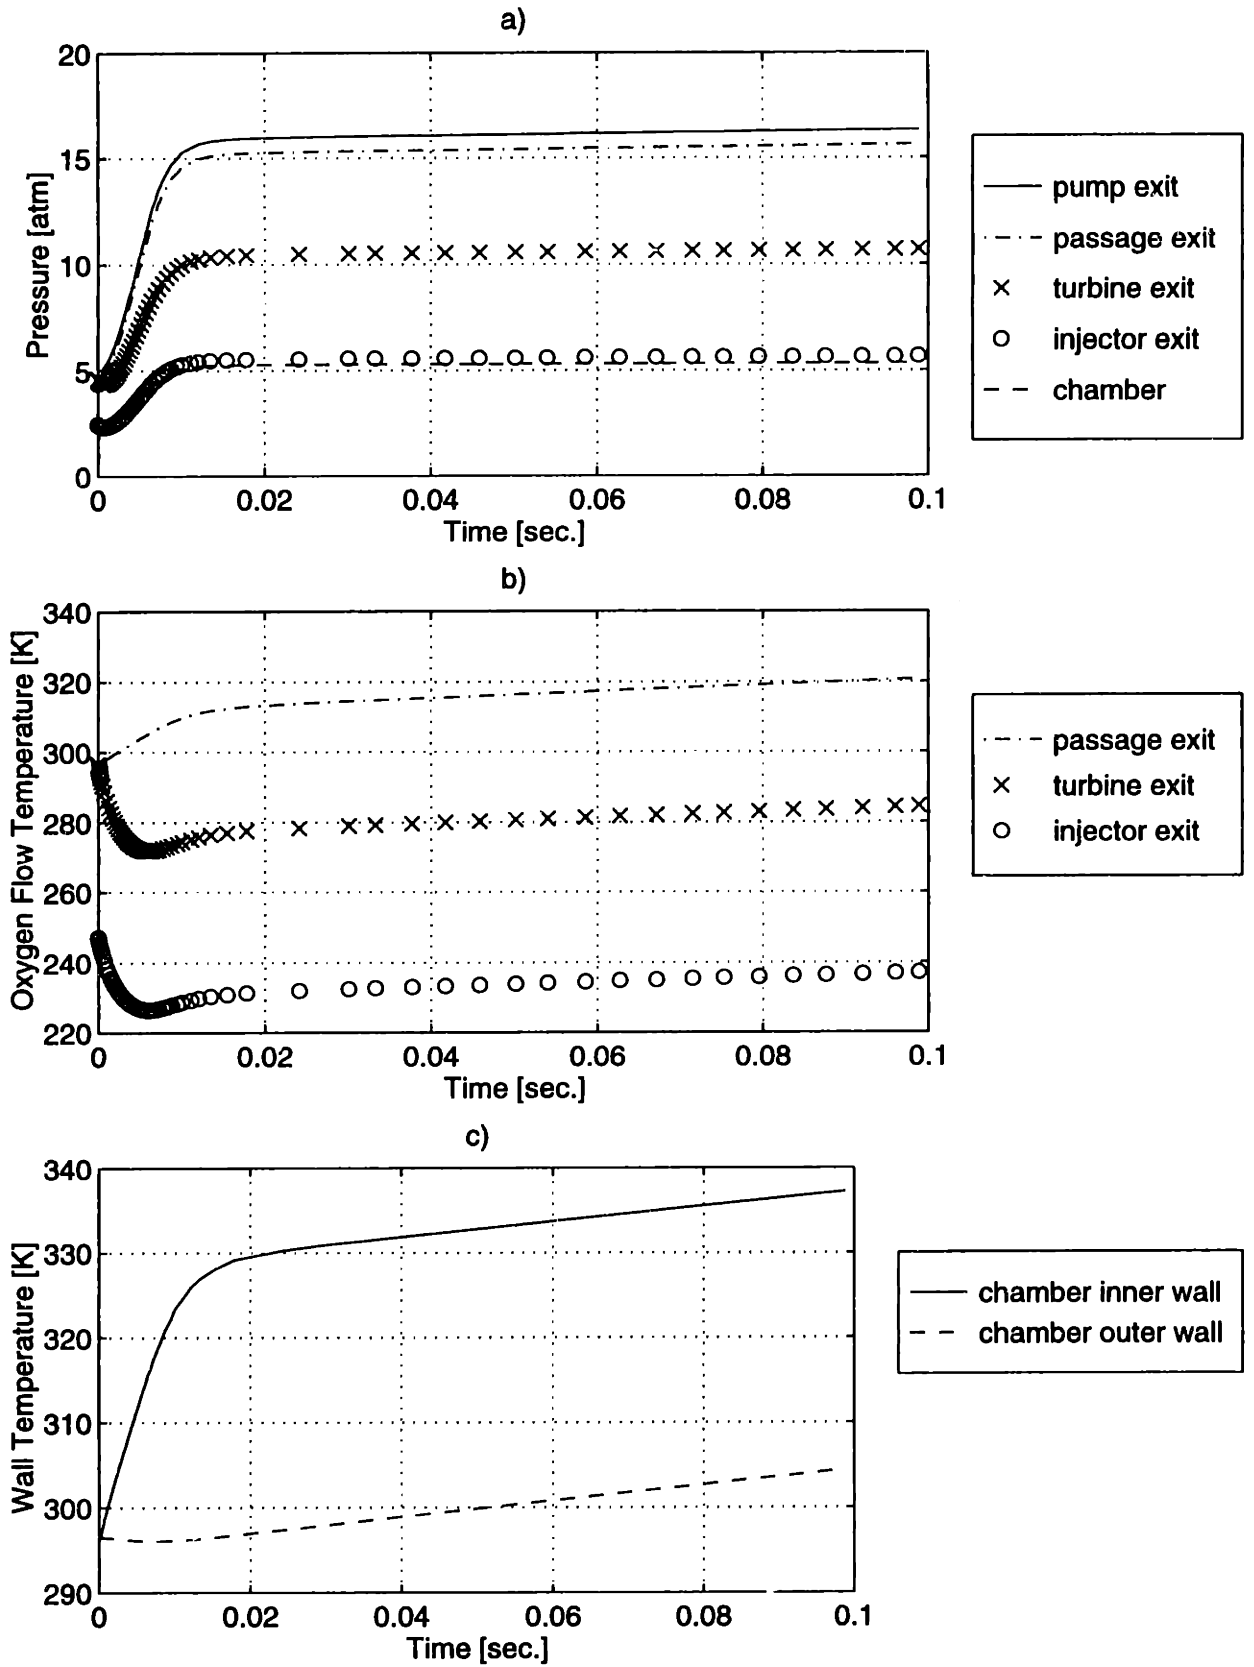 a)
20
15
10
5
0
Pressure [atm]
0 0.02 0.04 0.06 0.08 0.1
Time [sec.]
pump exit
passage exit
turbine exit
injector exit
chamber
b)
340
320
300
280
260
240
220
Oxygen Flow Temperature [K]
0 0.02 0.04 0.06 0.08 0.1
Time [sec.]
passage exit
turbine exit
injector exit
c)
340
330
320
310
300
290
Wall Temperature [K]
0 0.02 0.04 0.06 0.08 0.1
Time [sec.]
chamber inner wall
chamber outer wall